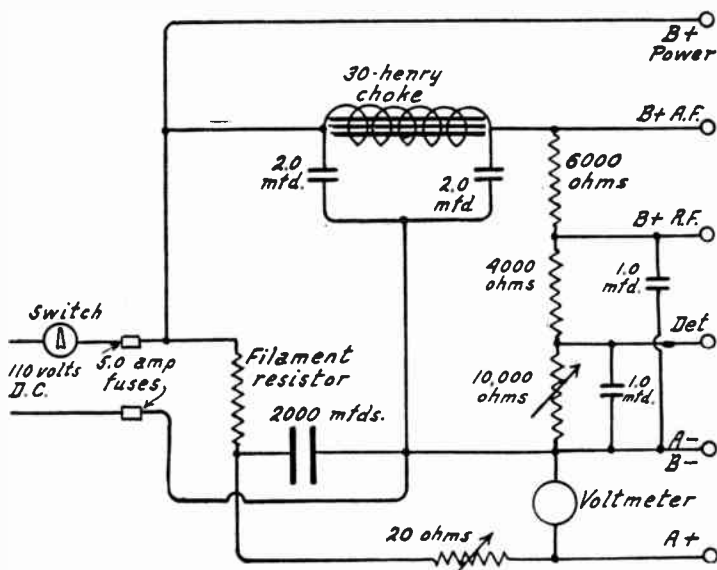 B+
Power
30-henry
choke
B+ A.F.
2.0
mfd.
2.0
mfd
6000
ohms
B+ R.F.
4000
ohms
1.0
mfd.
Switch
Det
110 volts
D.C.
5.0 amp
fuses
Filament
resistor
10,000
ohms
1.0
mfd.
2000 mfds.
A-
B-
Voltmeter
20 ohms
A+